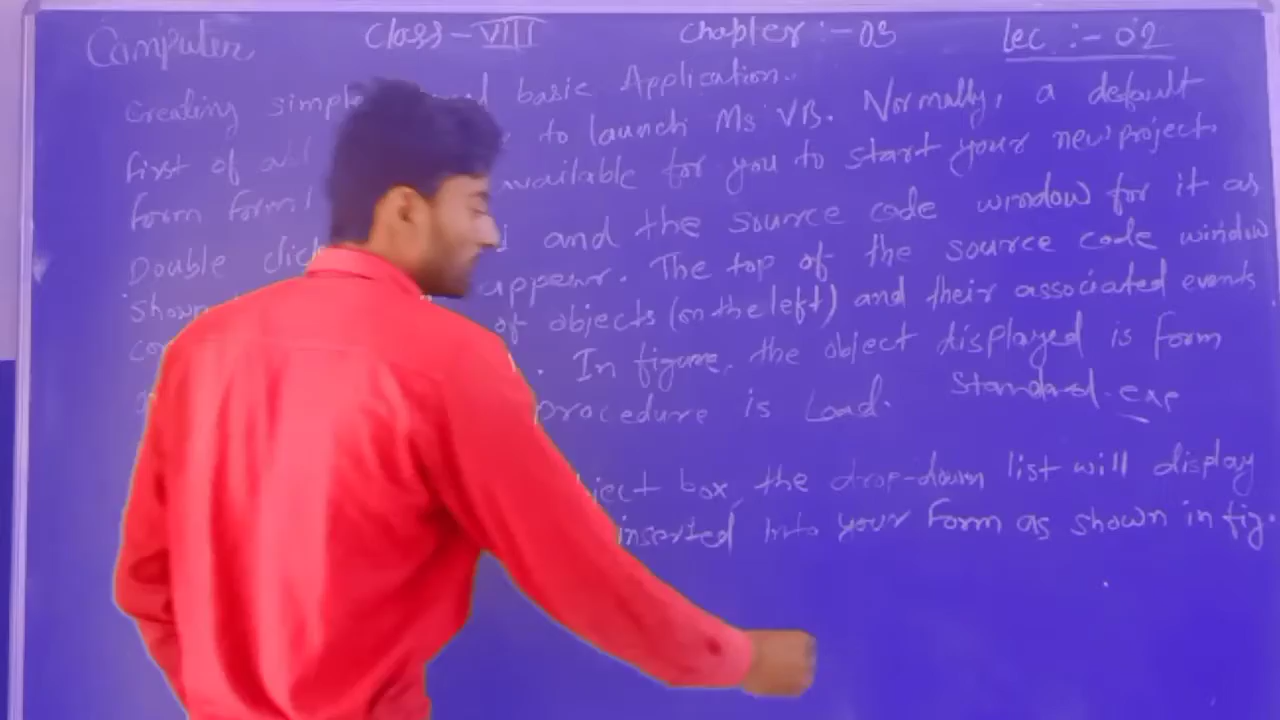 Computer Class-VIII Chapter :- 03 Lec :- 02
Creating simple basic Application.
First of all to launch Ms VB. Normally, a default
form form1 available for you to start your new project.
Double click and the source code window for it as
shown appear. The top of the source code window
of objects (on the left) and their associated events
. In figure, the object displayed is form
procedure is Load. Standard.exe
ject box, the drop-down list will display
inserted into your form as shown in fig.